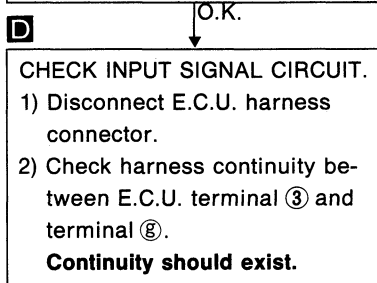 O.K.
D
CHECK INPUT SIGNAL CIRCUIT.
1) Disconnect E.C.U. harness
connector.
2) Check harness continuity be-
tween E.C.U. terminal ③ and
terminal ⓖ.
Continuity should exist.